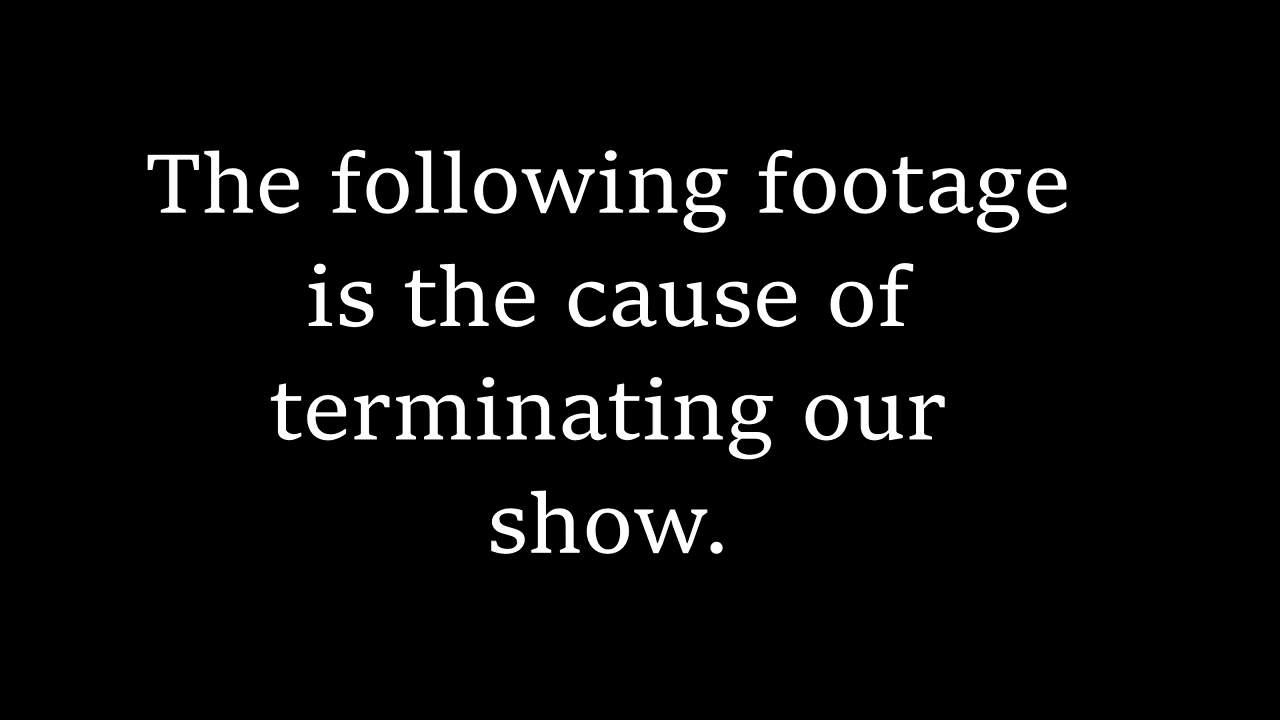 The following footage
is the cause of
terminating our
show.